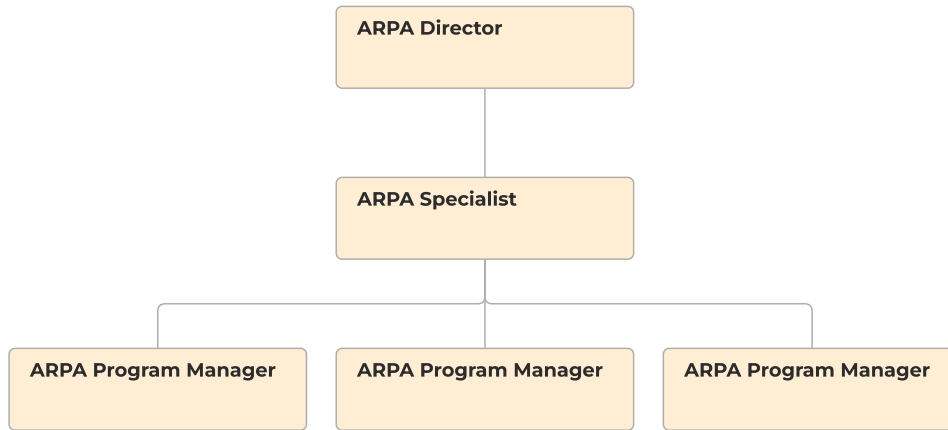 ARPA Director
ARPA Specialist
ARPA Program Manager
ARPA Program Manager
ARPA Program Manager